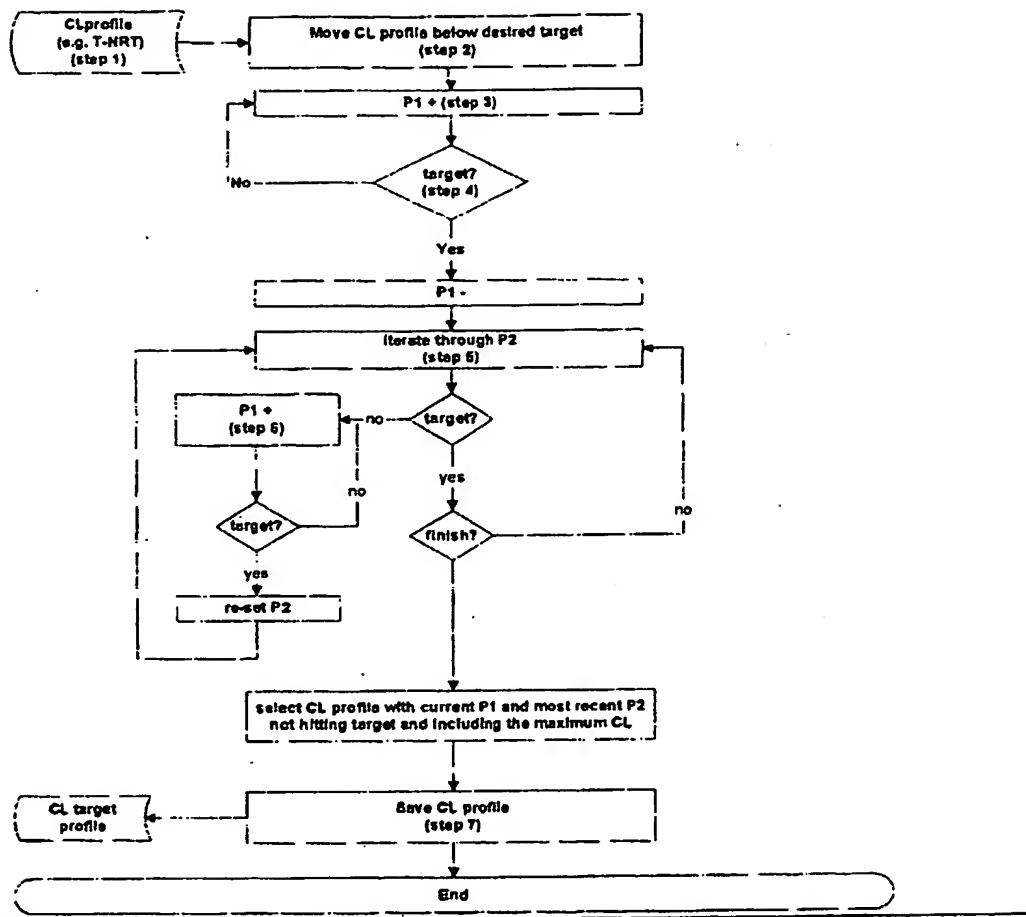 CLprofile
(e.g. T-NRT)
(step 1)
Move CL profile below desired target
(step 2)
P1 + (step 3)
target?
(step 4)
No
Yes
P1 -
Iterate through P2
(step 5)
P1 +
(step 6)
no
target?
yes
no
target?
finish?
no
yes
re-set P2
select CL profile with current P1 and most recent P2
not hitting target and including the maximum CL
CL target
profile
Save CL profile
(step 7)
End